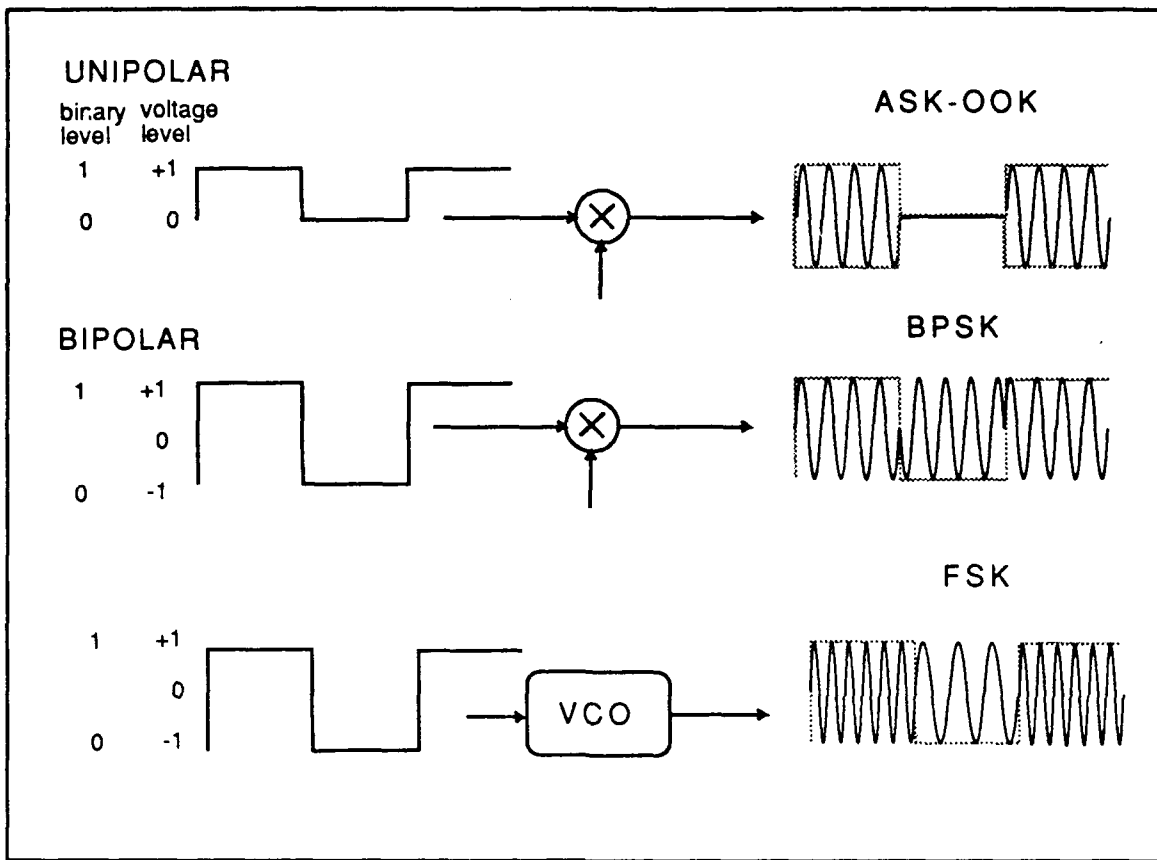 UNIPOLAR
binary level voltage level
ASK-OOK
1 +1
0 0
BIPOLAR
BPSK
1 +1
0
0 -1
FSK
1 +1
0
VCO
0 -1